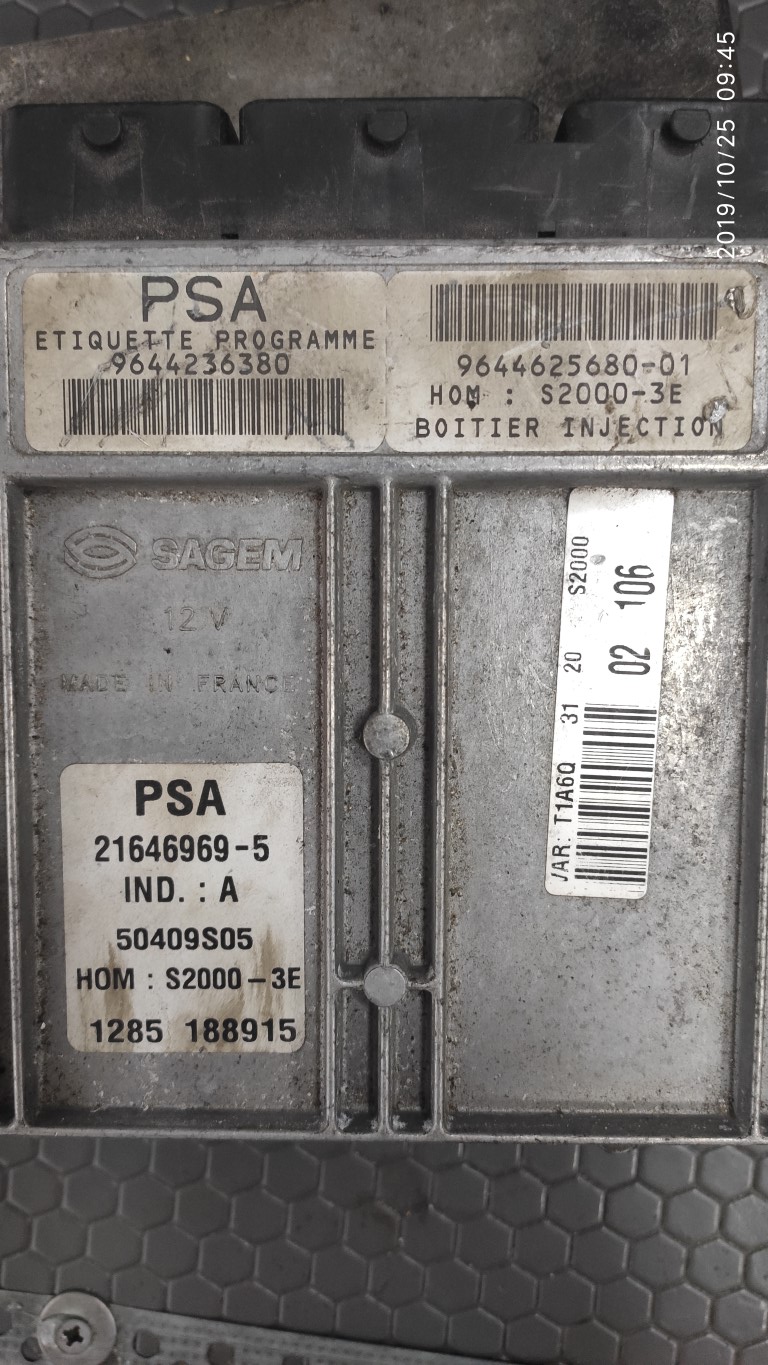 2019/10/25 09:45
PSA
ETIQUETTE PROGRAMME
9644236380
9644625680-01
HOM : S2000-3E
BOITIER INJECTION
SAGEM
12 V
MADE IN FRANCE
PSA
21646969-5
IND. : A
50409S05
HOM : S2000-3E
1285 188915
VAR: T1A6Q 31 20 S2000
02 106